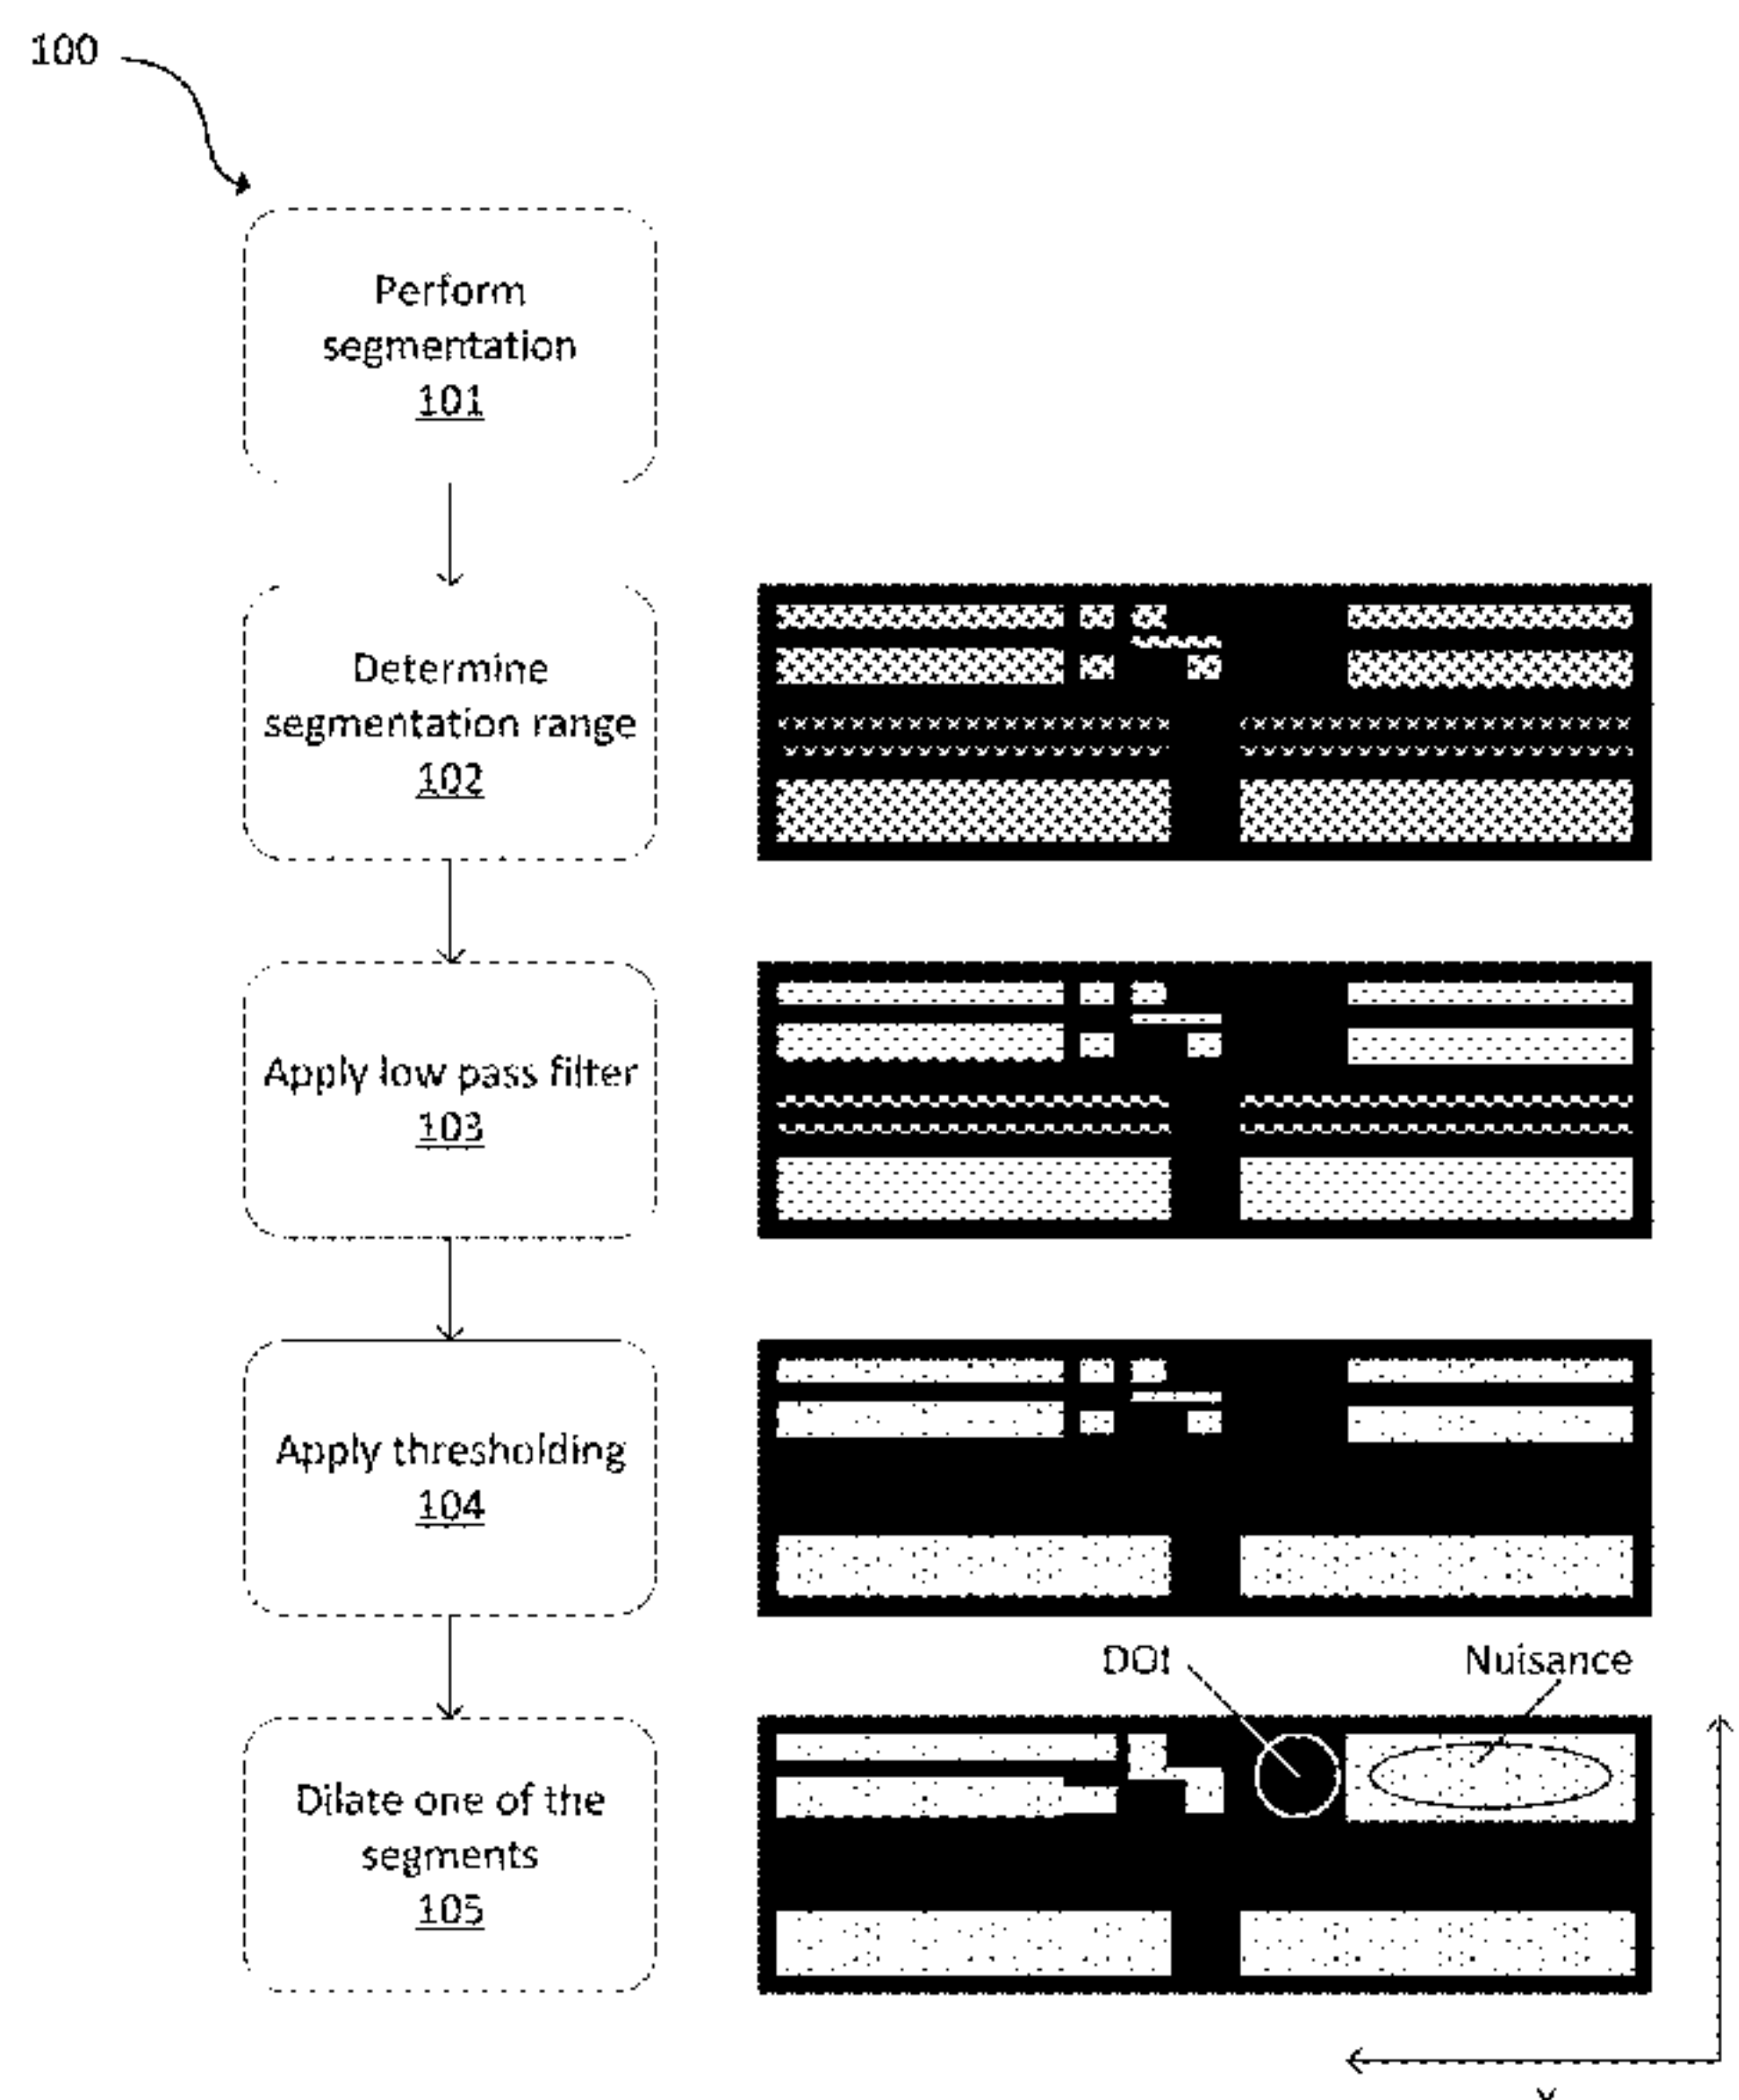 100
Perform
segmentation
101
Determine
segmentation range
102
Apply low pass filter
103
Apply thresholding
104
DOI
Nuisance
Dilate one of the
segments
105